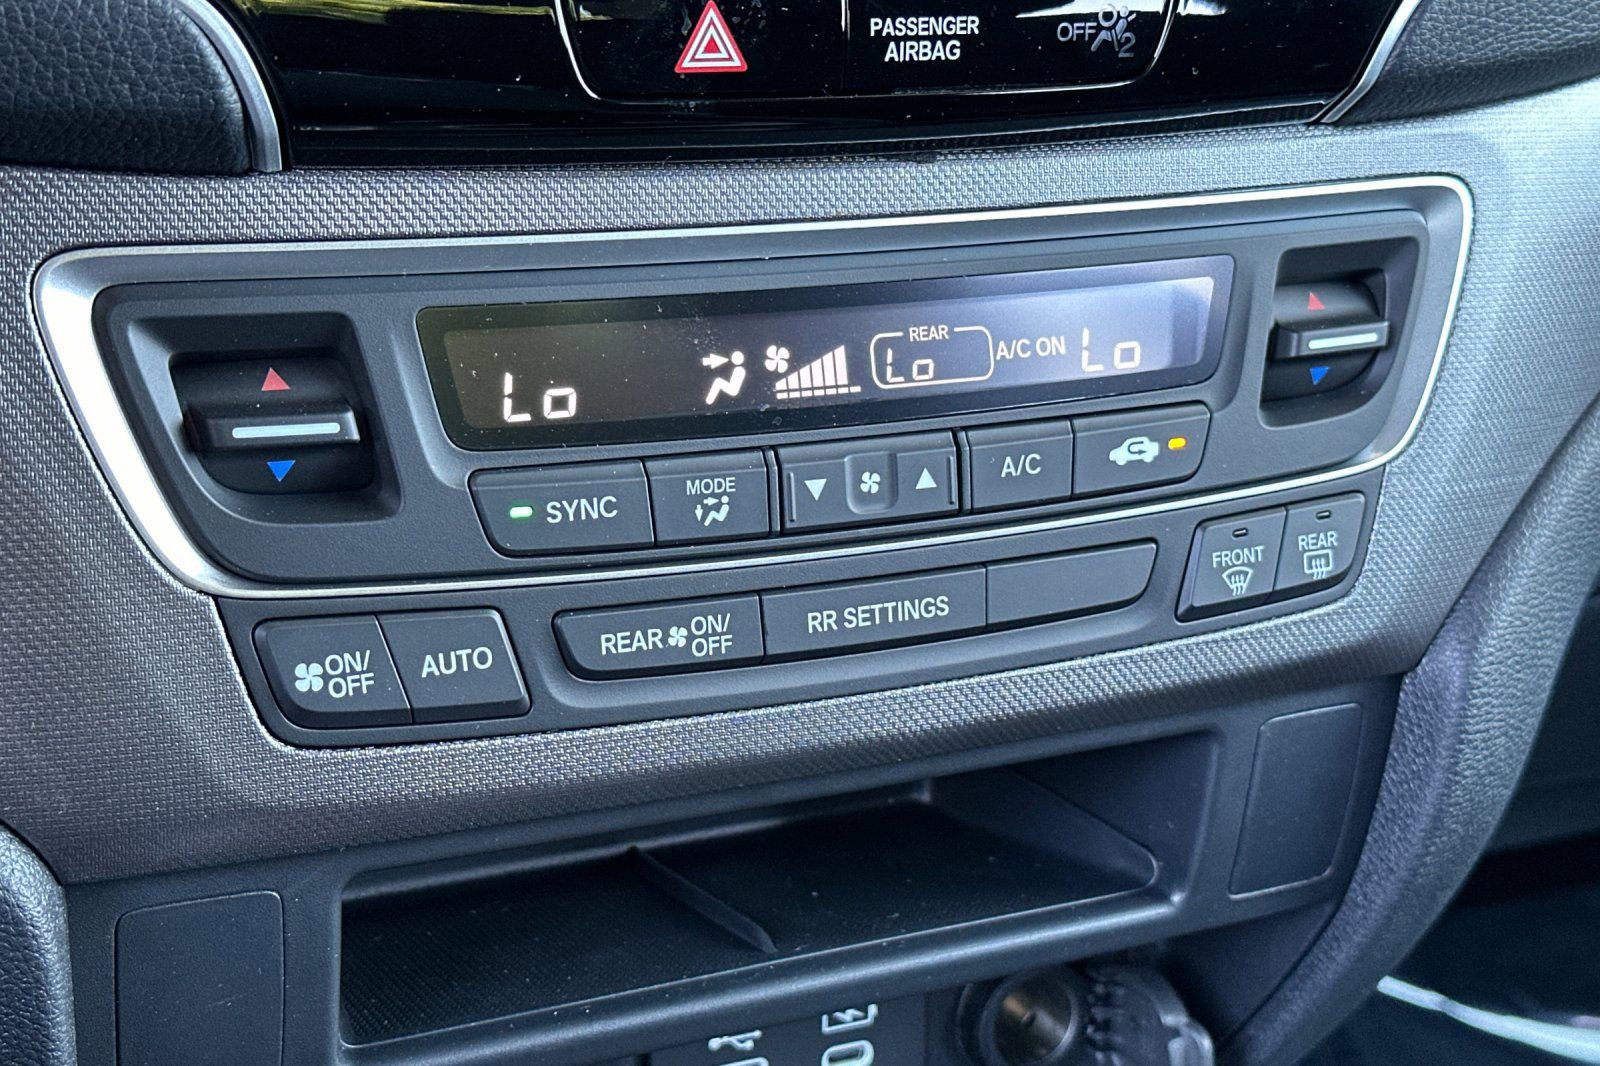 PASSENGER
AIRBAG
OFF
2
Lo
REAR
Lo
A/C ON
Lo
SYNC
MODE
A/C
FRONT
REAR
ON/
OFF
AUTO
REAR ON/
OFF
RR SETTINGS